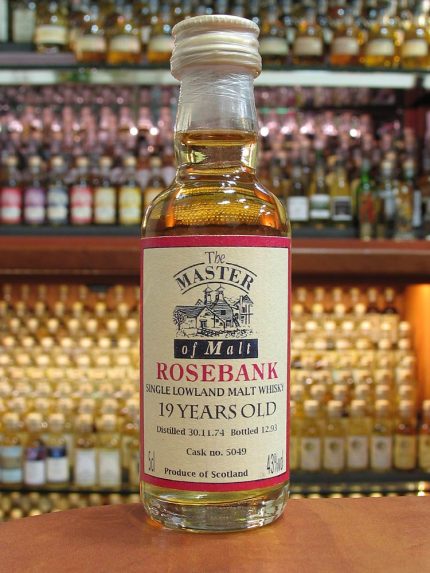 The
MASTER
of Malt
ROSEBANK
SINGLE LOWLAND MALT WHISKY
19 YEARS OLD
Distilled 30.11.74 Bottled 12.93
Cask no. 5049
5cl 43%vol
Produce of Scotland